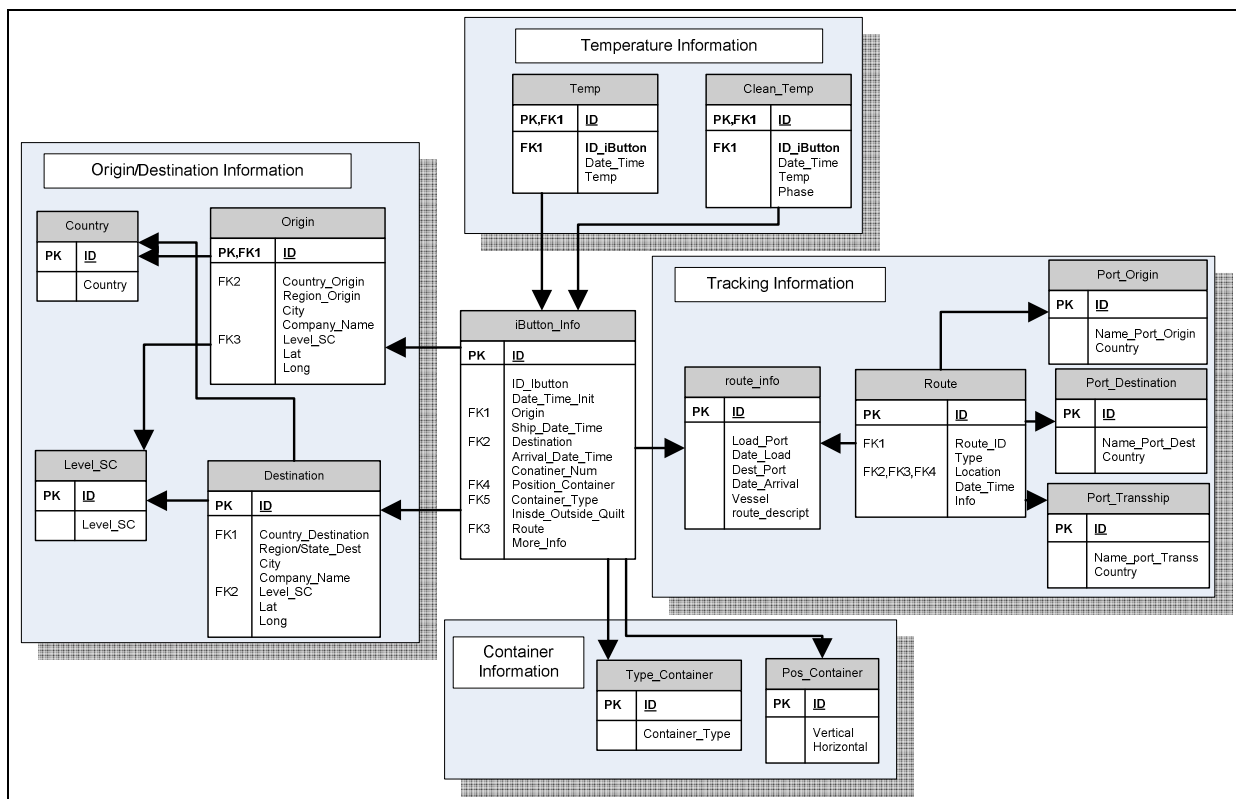 Temperature Information
Temp
PK,FK1 ID
FK1 ID_iButton
Date_Time
Temp
Clean_Temp
PK,FK1 ID
FK1 ID_iButton
Date_Time
Temp
Phase
Origin/Destination Information
Country
PK ID
Country
Origin
PK,FK1 ID
FK2 Country_Origin
Region_Origin
City
Company_Name
FK3 Level_SC
Lat
Long
Level_SC
PK ID
Level_SC
Destination
PK ID
FK1 Country_Destination
Region/State_Dest
City
Company_Name
FK2 Level_SC
Lat
Long
iButton_Info
PK ID
ID_Ibutton
Date_Time_Init
FK1 Origin
Ship_Date_Time
FK2 Destination
Arrival_Date_Time
Conatiner_Num
FK4 Position_Container
FK5 Container_Type
Inisde_Outside_Quilt
FK3 Route
More_Info
Tracking Information
route_info
PK ID
Load_Port
Date_Load
Dest_Port
Date_Arrival
Vessel
route_descript
Route
PK ID
FK1 Route_ID
Type
FK2,FK3,FK4 Location
Date_Time
Info
Port_Origin
PK ID
Name_Port_Origin
Country
Port_Destination
PK ID
Name_Port_Dest
Country
Port_Transship
PK ID
Name_port_Transs
Country
Container
Information
Type_Container
PK ID
Container_Type
Pos_Container
PK ID
Vertical
Horizontal